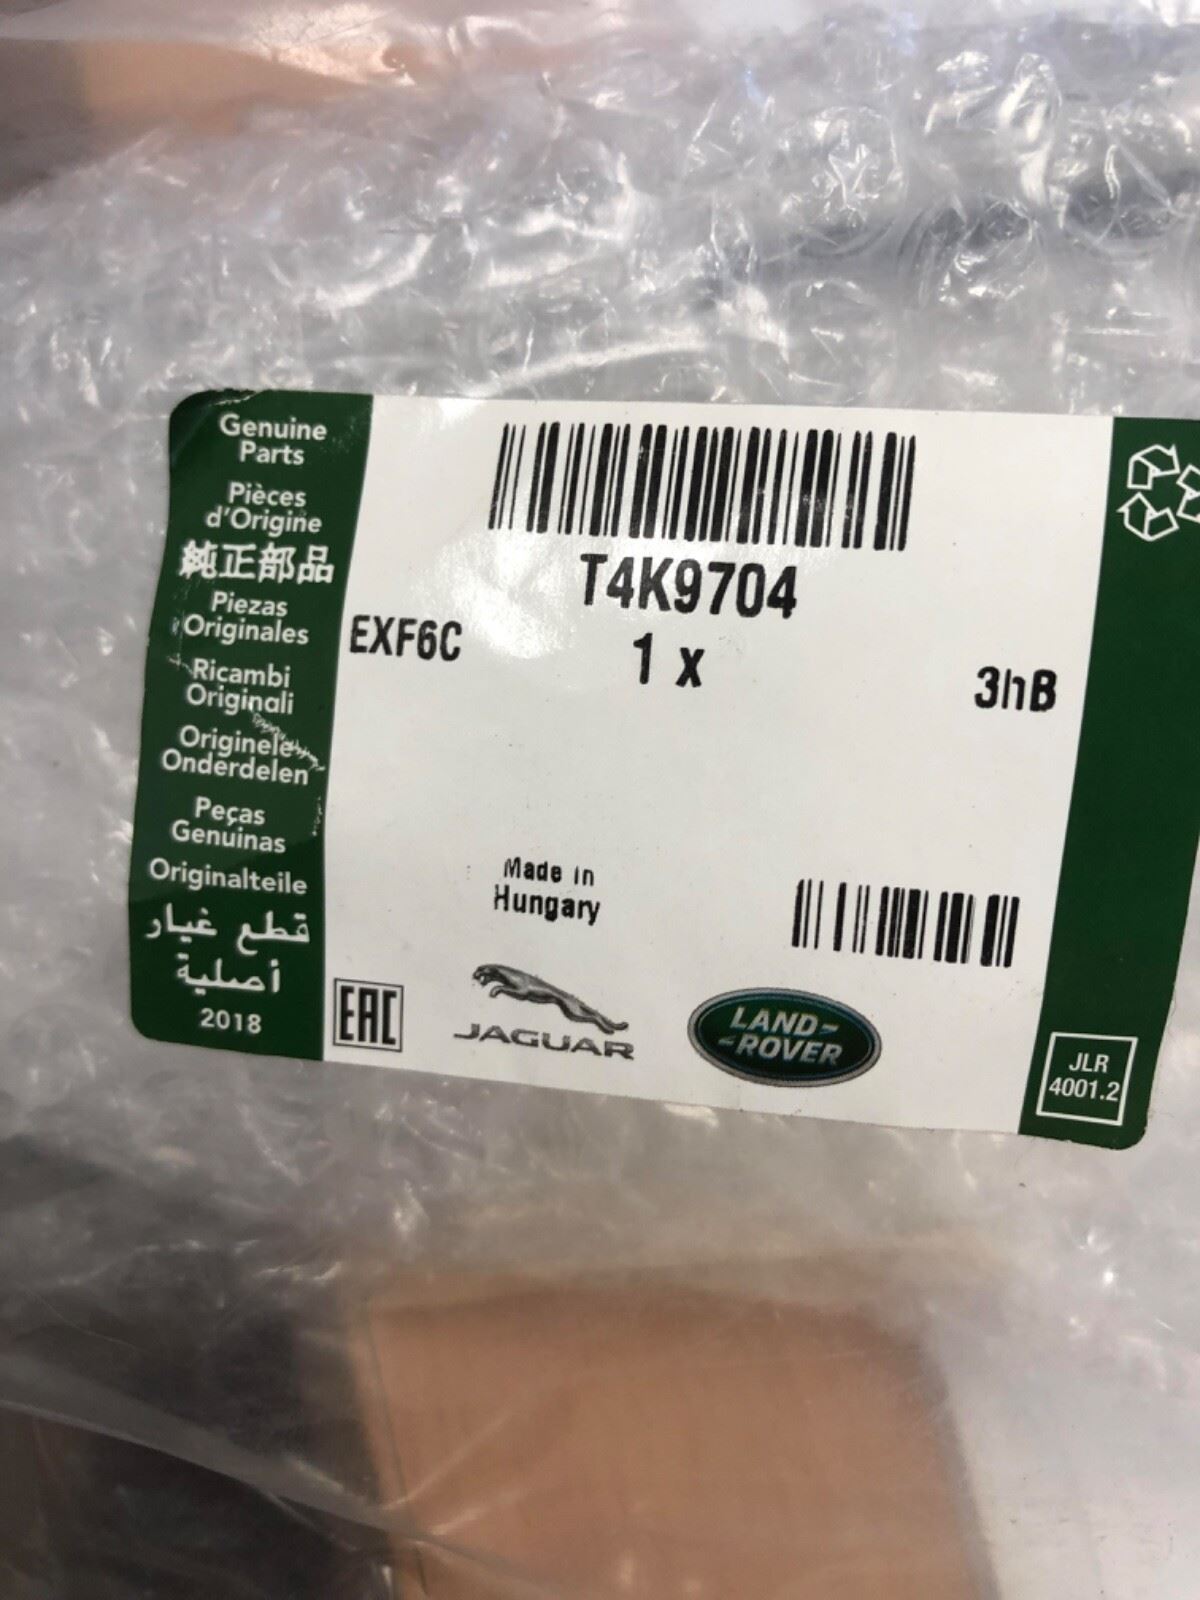 Genuine
Parts
Pièces
d'Origine
純正部品
Piezas
Originales
Ricambi
Originali
Originele
Onderdelen
Peças
Genuinas
Originalteile
قطع غيار
أصلية
2018
T4K9704
EXF6C
1 x
3hB
Made in
Hungary
EAC
JAGUAR
LAND-
-ROVER
JLR
4001.2